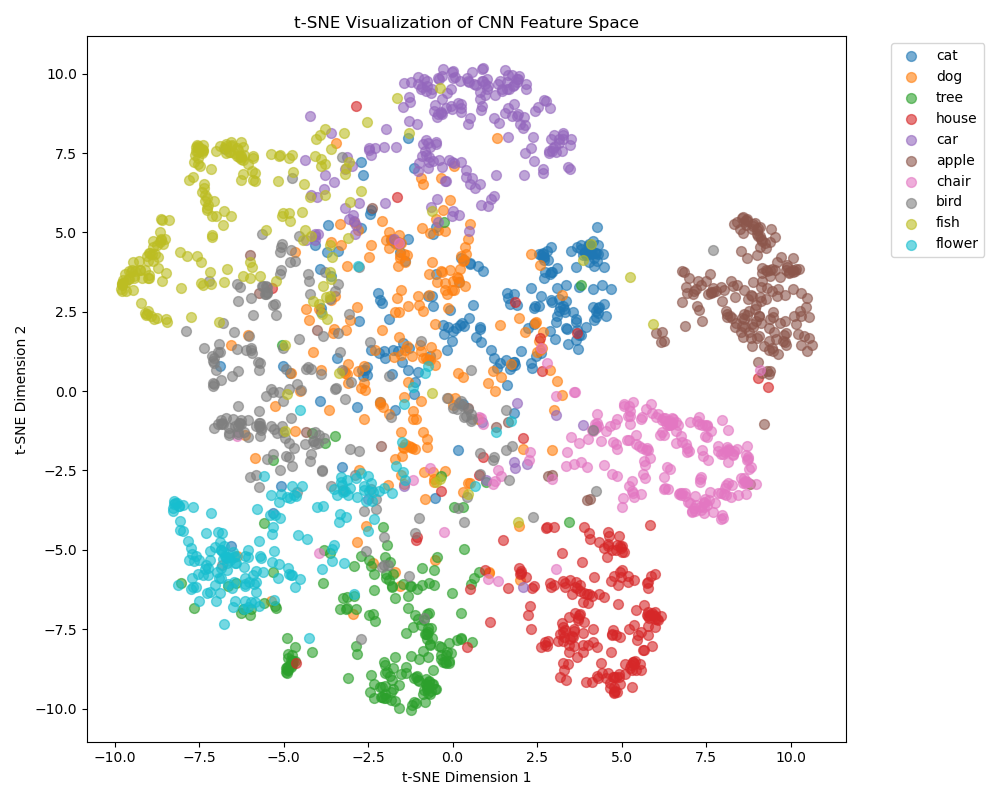 t-SNE Visualization of CNN Feature Space
10.0
7.5
5.0
2.5
0.0
−2.5
−5.0
−7.5
−10.0
t-SNE Dimension 2
−10.0 −7.5 −5.0 −2.5 0.0 2.5 5.0 7.5 10.0
t-SNE Dimension 1
cat
dog
tree
house
car
apple
chair
bird
fish
flower